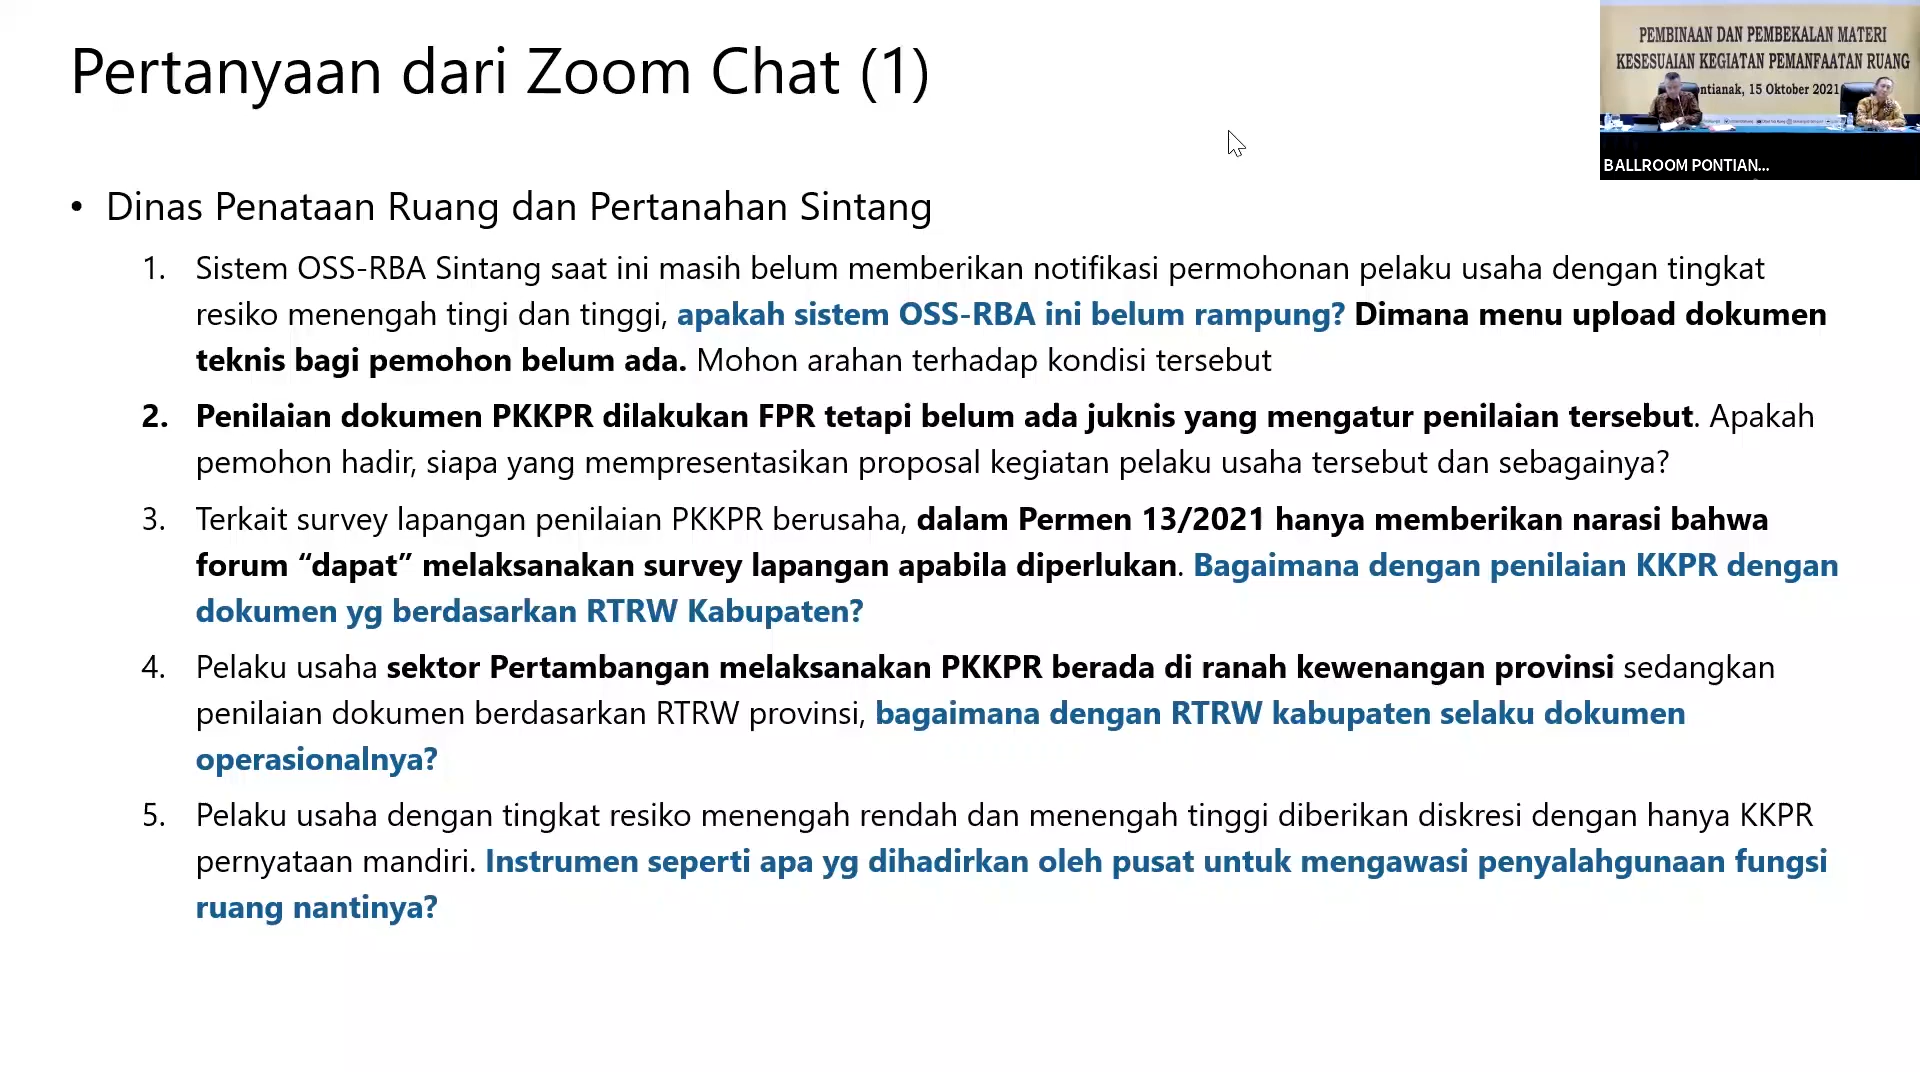 Pertanyaan dari Zoom Chat (1)
PEMBINAAN DAN PEMBEKALAN MATERI
KESESUAIAN KEGIATAN PEMANFAATAN RUANG
ntianak, 15 Oktober 2021
BALLROOM PONTIAN...
• Dinas Penataan Ruang dan Pertanahan Sintang
1. Sistem OSS-RBA Sintang saat ini masih belum memberikan notifikasi permohonan pelaku usaha dengan tingkat
resiko menengah tingi dan tinggi, apakah sistem OSS-RBA ini belum rampung? Dimana menu upload dokumen
teknis bagi pemohon belum ada. Mohon arahan terhadap kondisi tersebut
2. Penilaian dokumen PKKPR dilakukan FPR tetapi belum ada juknis yang mengatur penilaian tersebut. Apakah
pemohon hadir, siapa yang mempresentasikan proposal kegiatan pelaku usaha tersebut dan sebagainya?
3. Terkait survey lapangan penilaian PKKPR berusaha, dalam Permen 13/2021 hanya memberikan narasi bahwa
forum “dapat” melaksanakan survey lapangan apabila diperlukan. Bagaimana dengan penilaian KKPR dengan
dokumen yg berdasarkan RTRW Kabupaten?
4. Pelaku usaha sektor Pertambangan melaksanakan PKKPR berada di ranah kewenangan provinsi sedangkan
penilaian dokumen berdasarkan RTRW provinsi, bagaimana dengan RTRW kabupaten selaku dokumen
operasionalnya?
5. Pelaku usaha dengan tingkat resiko menengah rendah dan menengah tinggi diberikan diskresi dengan hanya KKPR
pernyataan mandiri. Instrumen seperti apa yg dihadirkan oleh pusat untuk mengawasi penyalahgunaan fungsi
ruang nantinya?